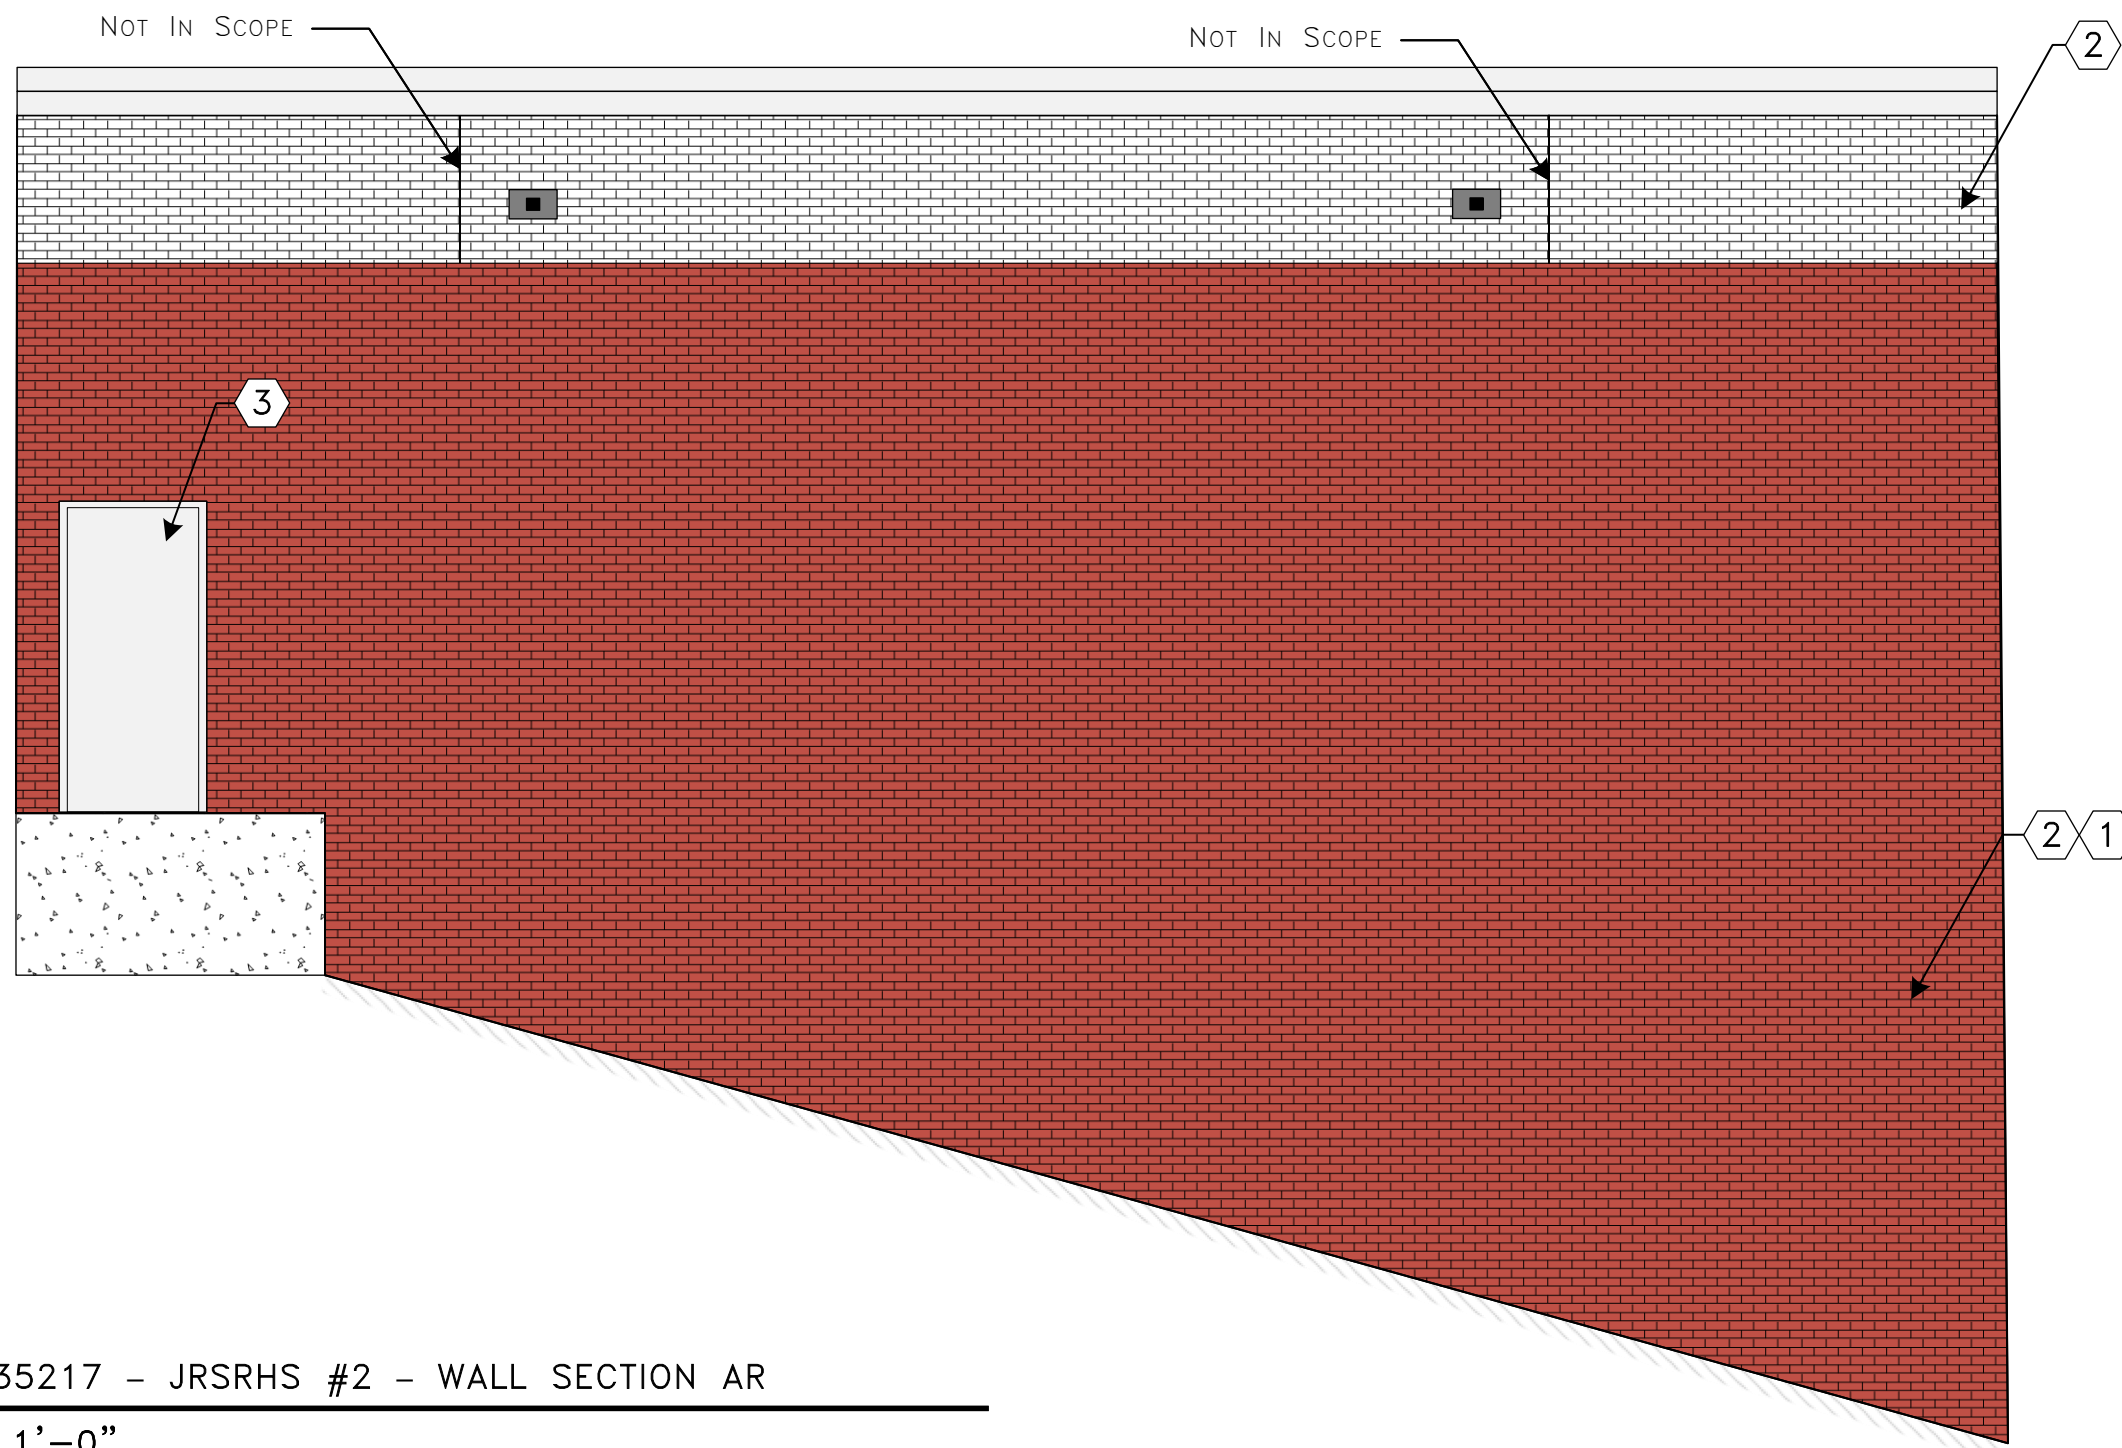 NOT IN SCOPE
NOT IN SCOPE
2
3
2 1
35217 – JRSRHS #2 – WALL SECTION AR
1’–0”